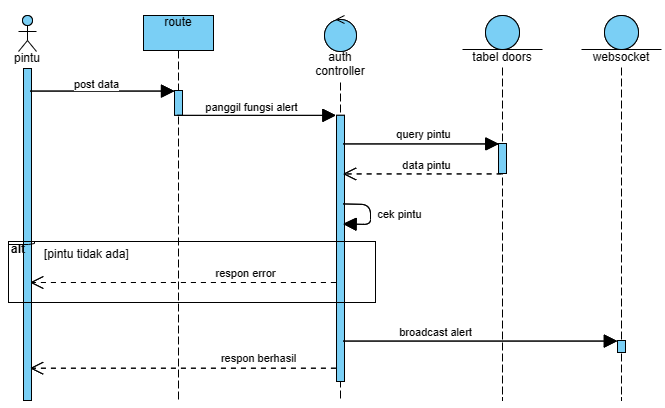 pintu
route
auth
controller
tabel doors
websocket
post data
panggil fungsi alert
query pintu
data pintu
cek pintu
alt
[pintu tidak ada]
respon error
broadcast alert
respon berhasil